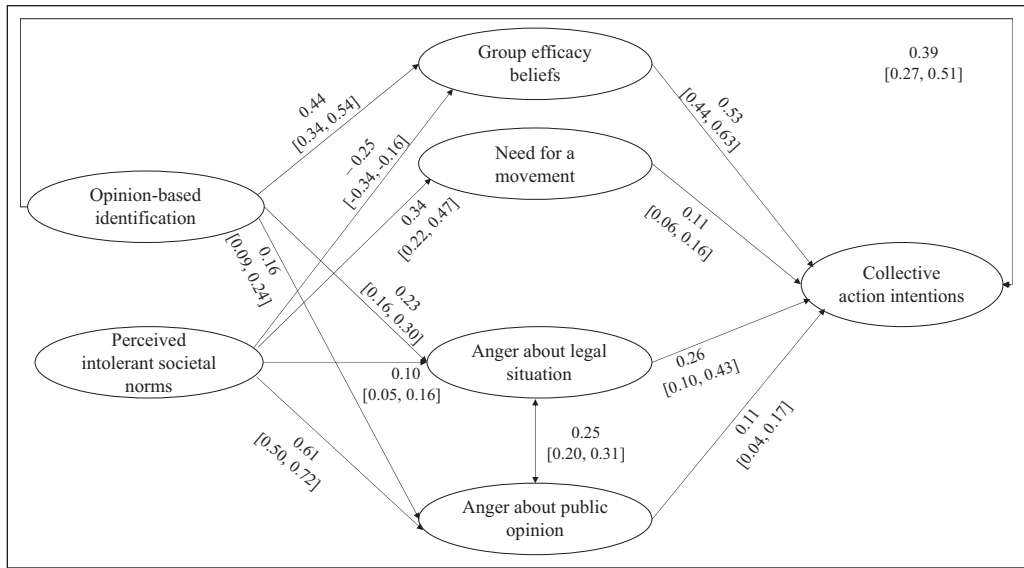 0.39
[0.27, 0.51]
Group efficacy
beliefs
0.44
[0.34, 0.54]
0.53
[0.44, 0.63]
– 0.25
[-0.34, -0.16]
Need for a
movement
Opinion-based
identification
0.34
[0.22, 0.47]
0.11
[0.06, 0.16]
0.16
[0.09, 0.24]
Collective
action intentions
0.23
[0.16, 0.30]
Perceived
intolerant societal
norms
Anger about legal
situation
0.10
[0.05, 0.16]
0.26
[0.10, 0.43]
0.25
[0.20, 0.31]
0.11
[0.04, 0.17]
0.61
[0.50, 0.72]
Anger about public
opinion